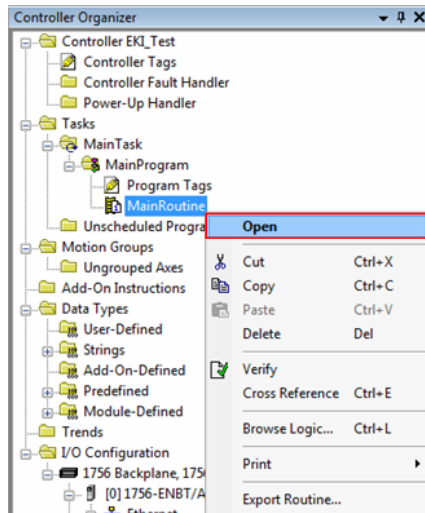 Controller Organizer
Controller EKI_Test
Controller Tags
Controller Fault Handler
Power-Up Handler
Tasks
MainTask
MainProgram
Program Tags
MainRoutine
Unscheduled Progra
Open
Motion Groups
Ungrouped Axes
Cut Ctrl+X
Add-On Instructions
Copy Ctrl+C
Data Types
Paste Ctrl+V
User-Defined
Delete Del
Strings
Add-On-Defined
Verify
Predefined
Cross Reference Ctrl+E
Module-Defined
Trends
Browse Logic... Ctrl+L
I/O Configuration
Print
1756 Backplane, 1756
[0] 1756-ENBT/A
Export Routine...
Ethernet